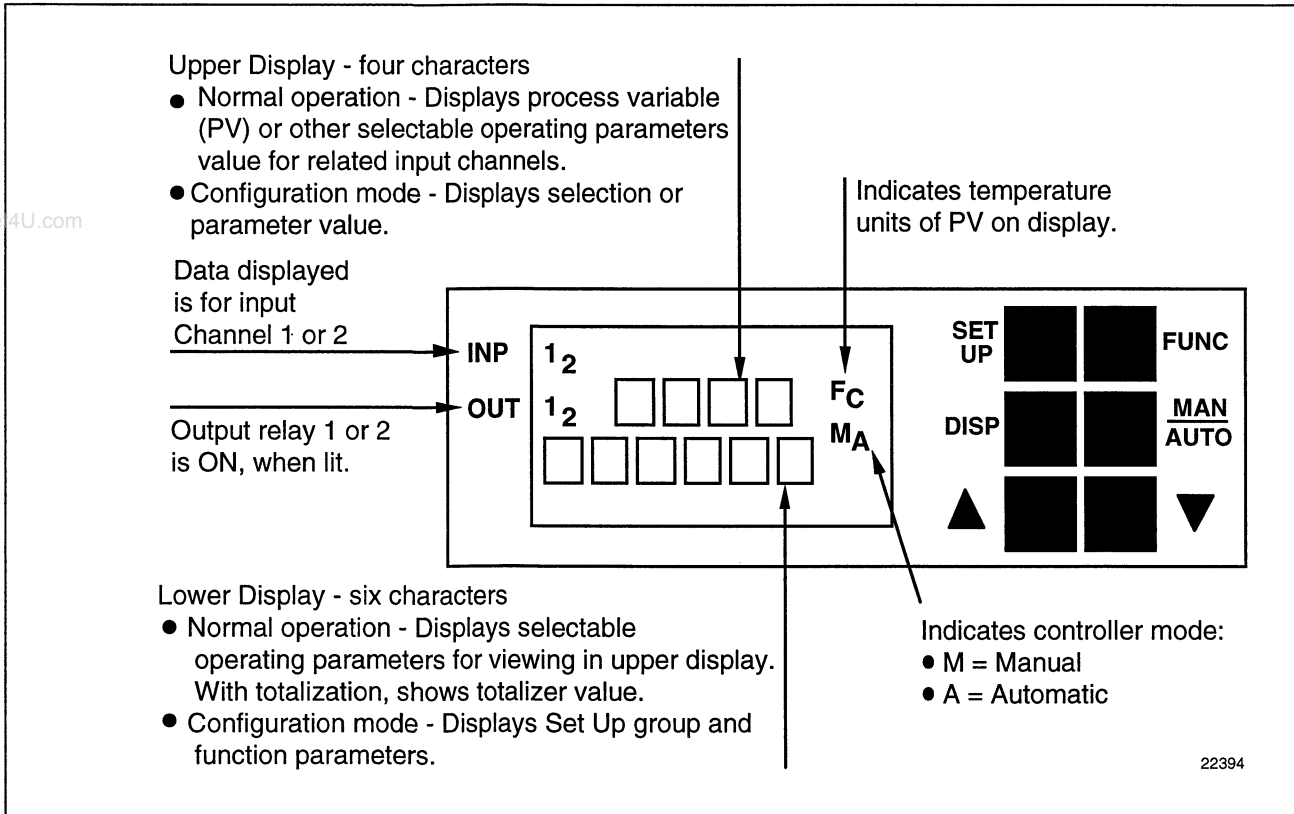 Upper Display - four characters
● Normal operation - Displays process variable
(PV) or other selectable operating parameters
value for related input channels.
● Configuration mode - Displays selection or
parameter value.
Indicates temperature
units of PV on display.
4U.com
Data displayed
is for input
Channel 1 or 2
INP 1 2
OUT 1 2
F C
M A
SET
UP
FUNC
DISP
MAN
AUTO
▲ ▼
Output relay 1 or 2
is ON, when lit.
Lower Display - six characters
● Normal operation - Displays selectable
operating parameters for viewing in upper display.
With totalization, shows totalizer value.
● Configuration mode - Displays Set Up group and
function parameters.
Indicates controller mode:
● M = Manual
● A = Automatic
22394